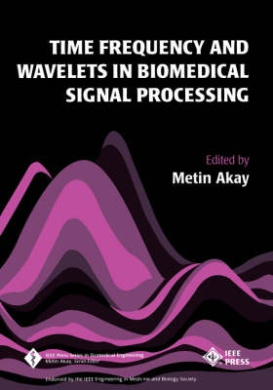 TIME FREQUENCY AND
WAVELETS IN BIOMEDICAL
SIGNAL PROCESSING
Edited by
Metin Akay
IEEE Press Series in Biomedical Engineering
Metin Akay, Series Editor
IEEE
PRESS
Endorsed by the IEEE Engineering in Medicine and Biology Society